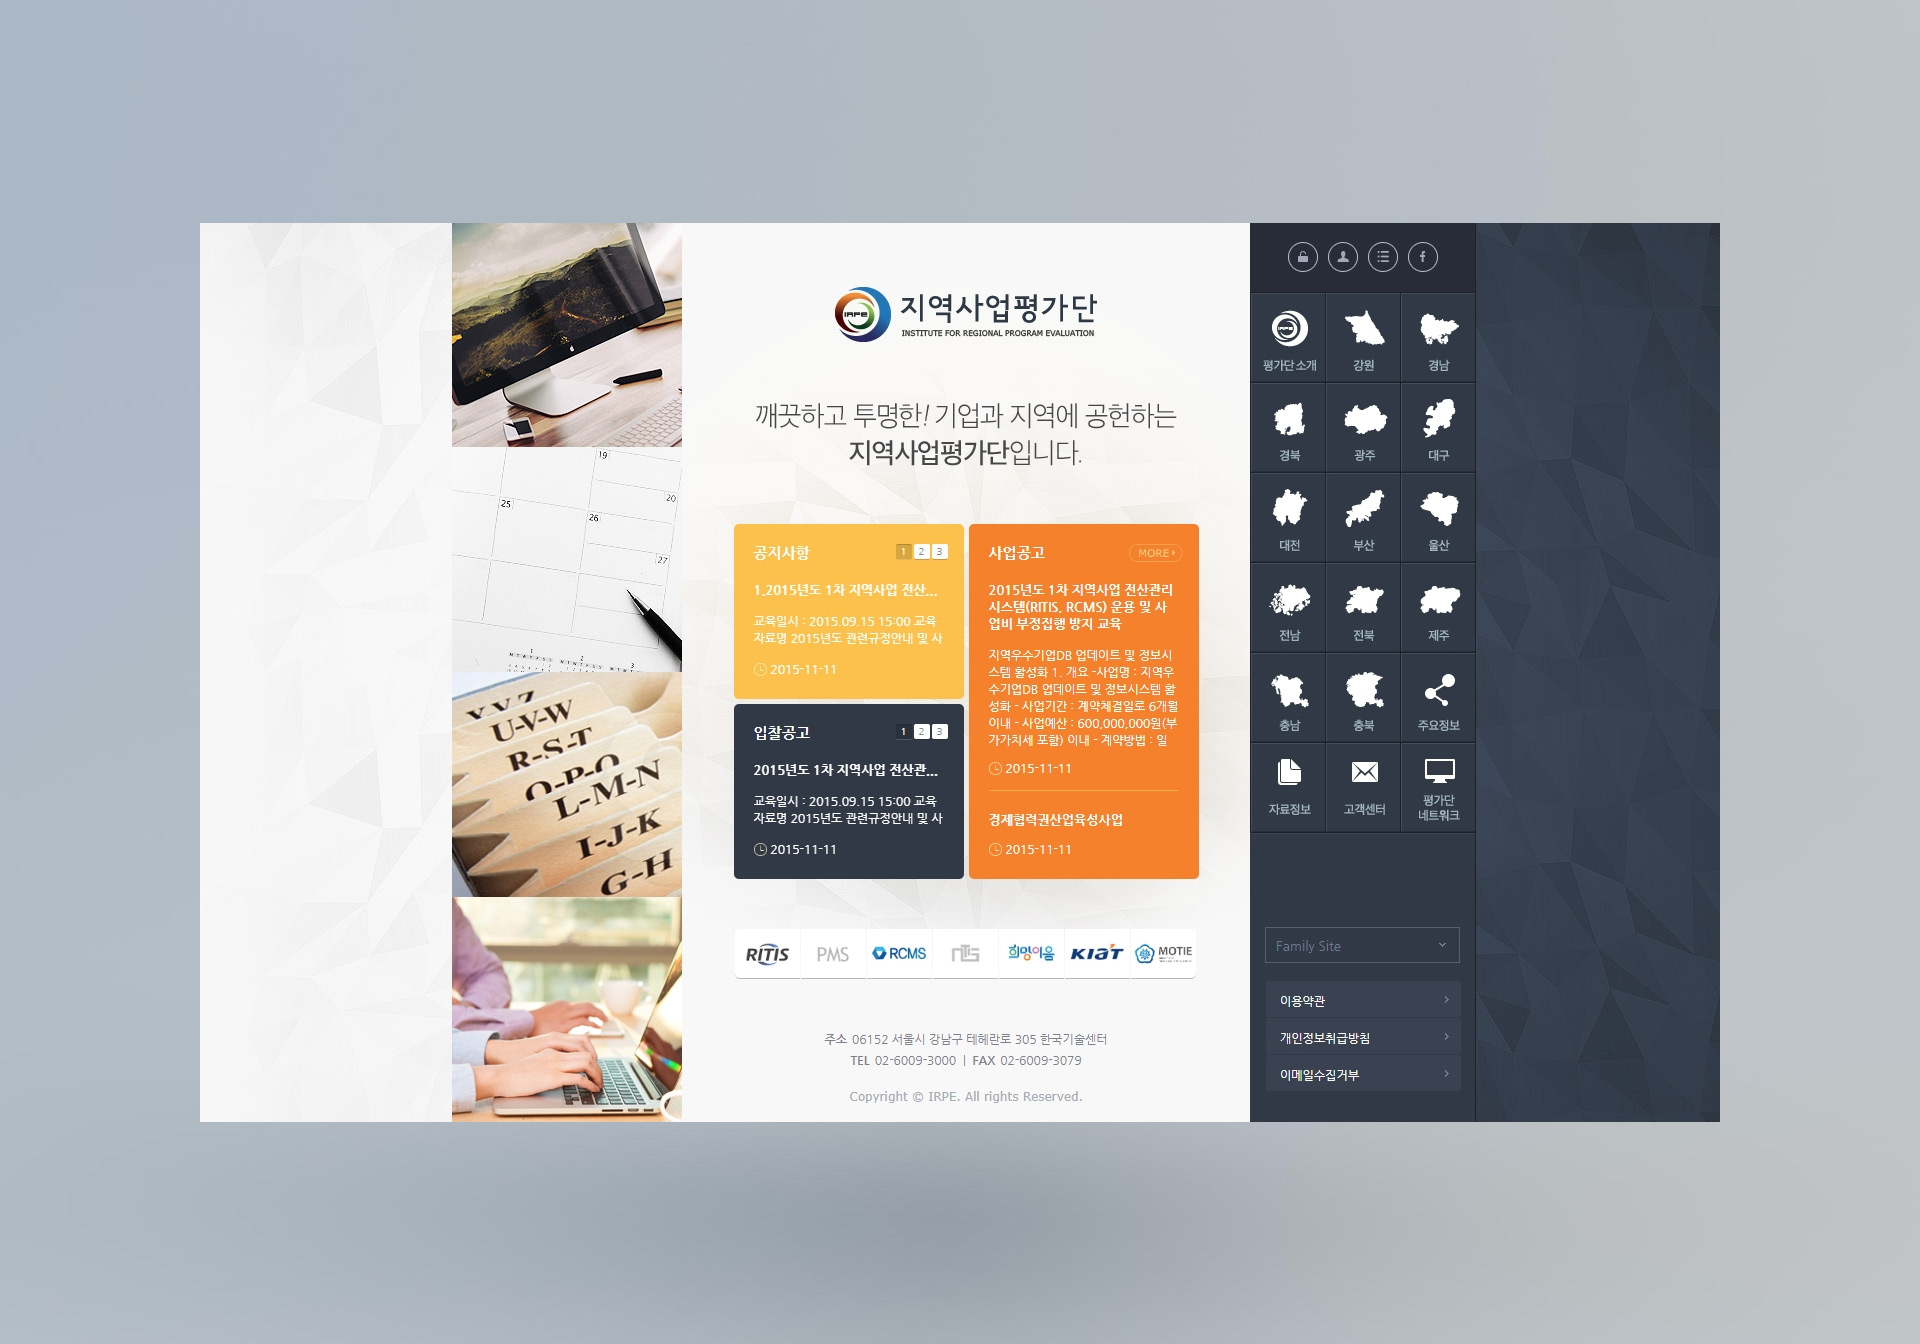 19
25
20
26
27
1
2
3
X-Y-Z
U-V-W
R-S-T
O-P-Q
L-M-N
I-J-K
G-H
IRPE
지역사업평가단
INSTITUTE FOR REGIONAL PROGRAM EVALUATION
깨끗하고 투명한! 기업과 지역에 공헌하는
지역사업평가단입니다.
공지사항
1 2 3
1.2015년도 1차 지역사업 전산...
교육일시 : 2015.09.15 15:00 교육
자료명 2015년도 관련규정안내 및 사
2015-11-11
입찰공고
1 2 3
2015년도 1차 지역사업 전산관...
교육일시 : 2015.09.15 15:00 교육
자료명 2015년도 관련규정안내 및 사
2015-11-11
사업공고
MORE
2015년도 1차 지역사업 전산관리
시스템(RITIS, RCMS) 운용 및 사
업비 부정집행 방지 교육
지역우수기업DB 업데이트 및 정보시
스템 활성화 1. 개요 -사업명 : 지역우
수기업DB 업데이트 및 정보시스템 활
성화 - 사업기간 : 계약체결일로 6개월
이내 - 사업예산 : 600,000,000원(부
가가치세 포함) 이내 - 계약방법 : 일
2015-11-11
경제협력권산업육성사업
2015-11-11
RITIS PMS RCMS NTIS 희망이음 KIAT MOTIE
주소 06152 서울시 강남구 테헤란로 305 한국기술센터
TEL 02-6009-3000 | FAX 02-6009-3079
Copyright © IRPE. All rights Reserved.
IRPE
평가단 소개 강원 경남
경북 광주 대구
대전 부산 울산
전남 전북 제주
충남 충북 주요정보
자료정보 고객센터 평가단
네트워크
Family Site
이용약관
개인정보취급방침
이메일수집거부